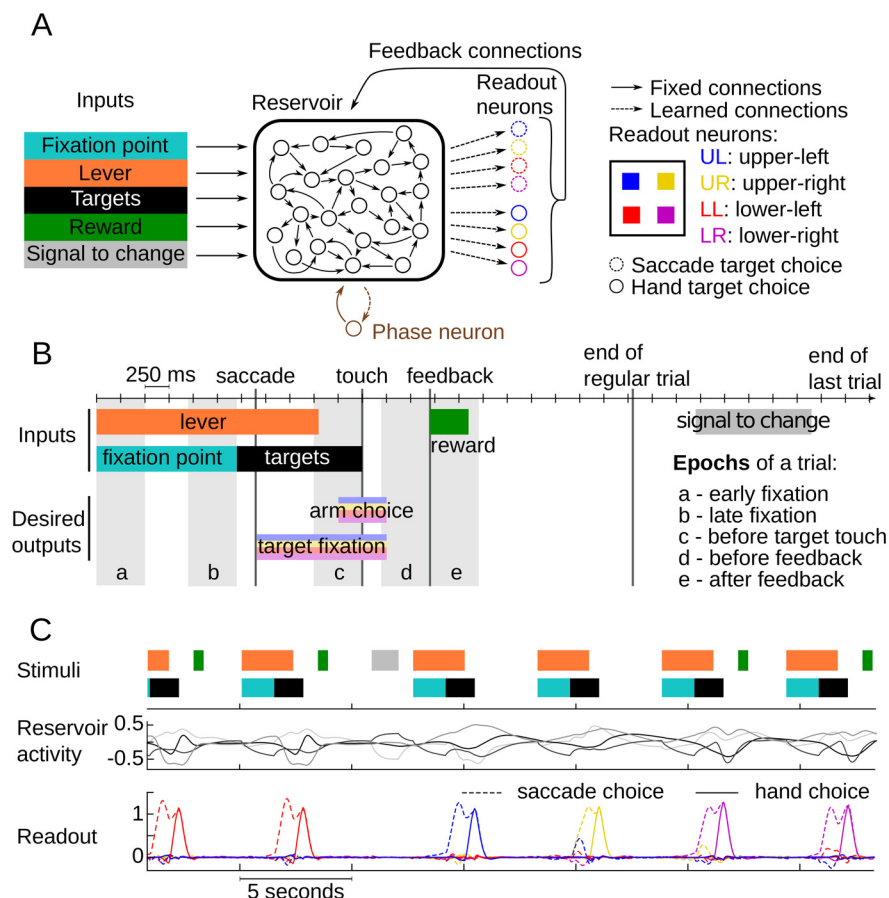 A
Feedback connections
Inputs
Reservoir
Readout
neurons
Fixation point
Lever
Targets
Reward
Signal to change
Phase neuron
Fixed connections
Learned connections
Readout neurons:
UL: upper-left
UR: upper-right
LL: lower-left
LR: lower-right
Saccade target choice
Hand target choice
B
250 ms
saccade
touch
feedback
end of
regular trial
end of
last trial
Inputs
lever
fixation point
targets
reward
signal to change
Desired
outputs
arm choice
target fixation
a
b
c
d
e
Epochs of a trial:
a - early fixation
b - late fixation
c - before target touch
d - before feedback
e - after feedback
C
Stimuli
Reservoir
activity
0.5
-0.5
saccade choice
hand choice
Readout
1
0
5 seconds